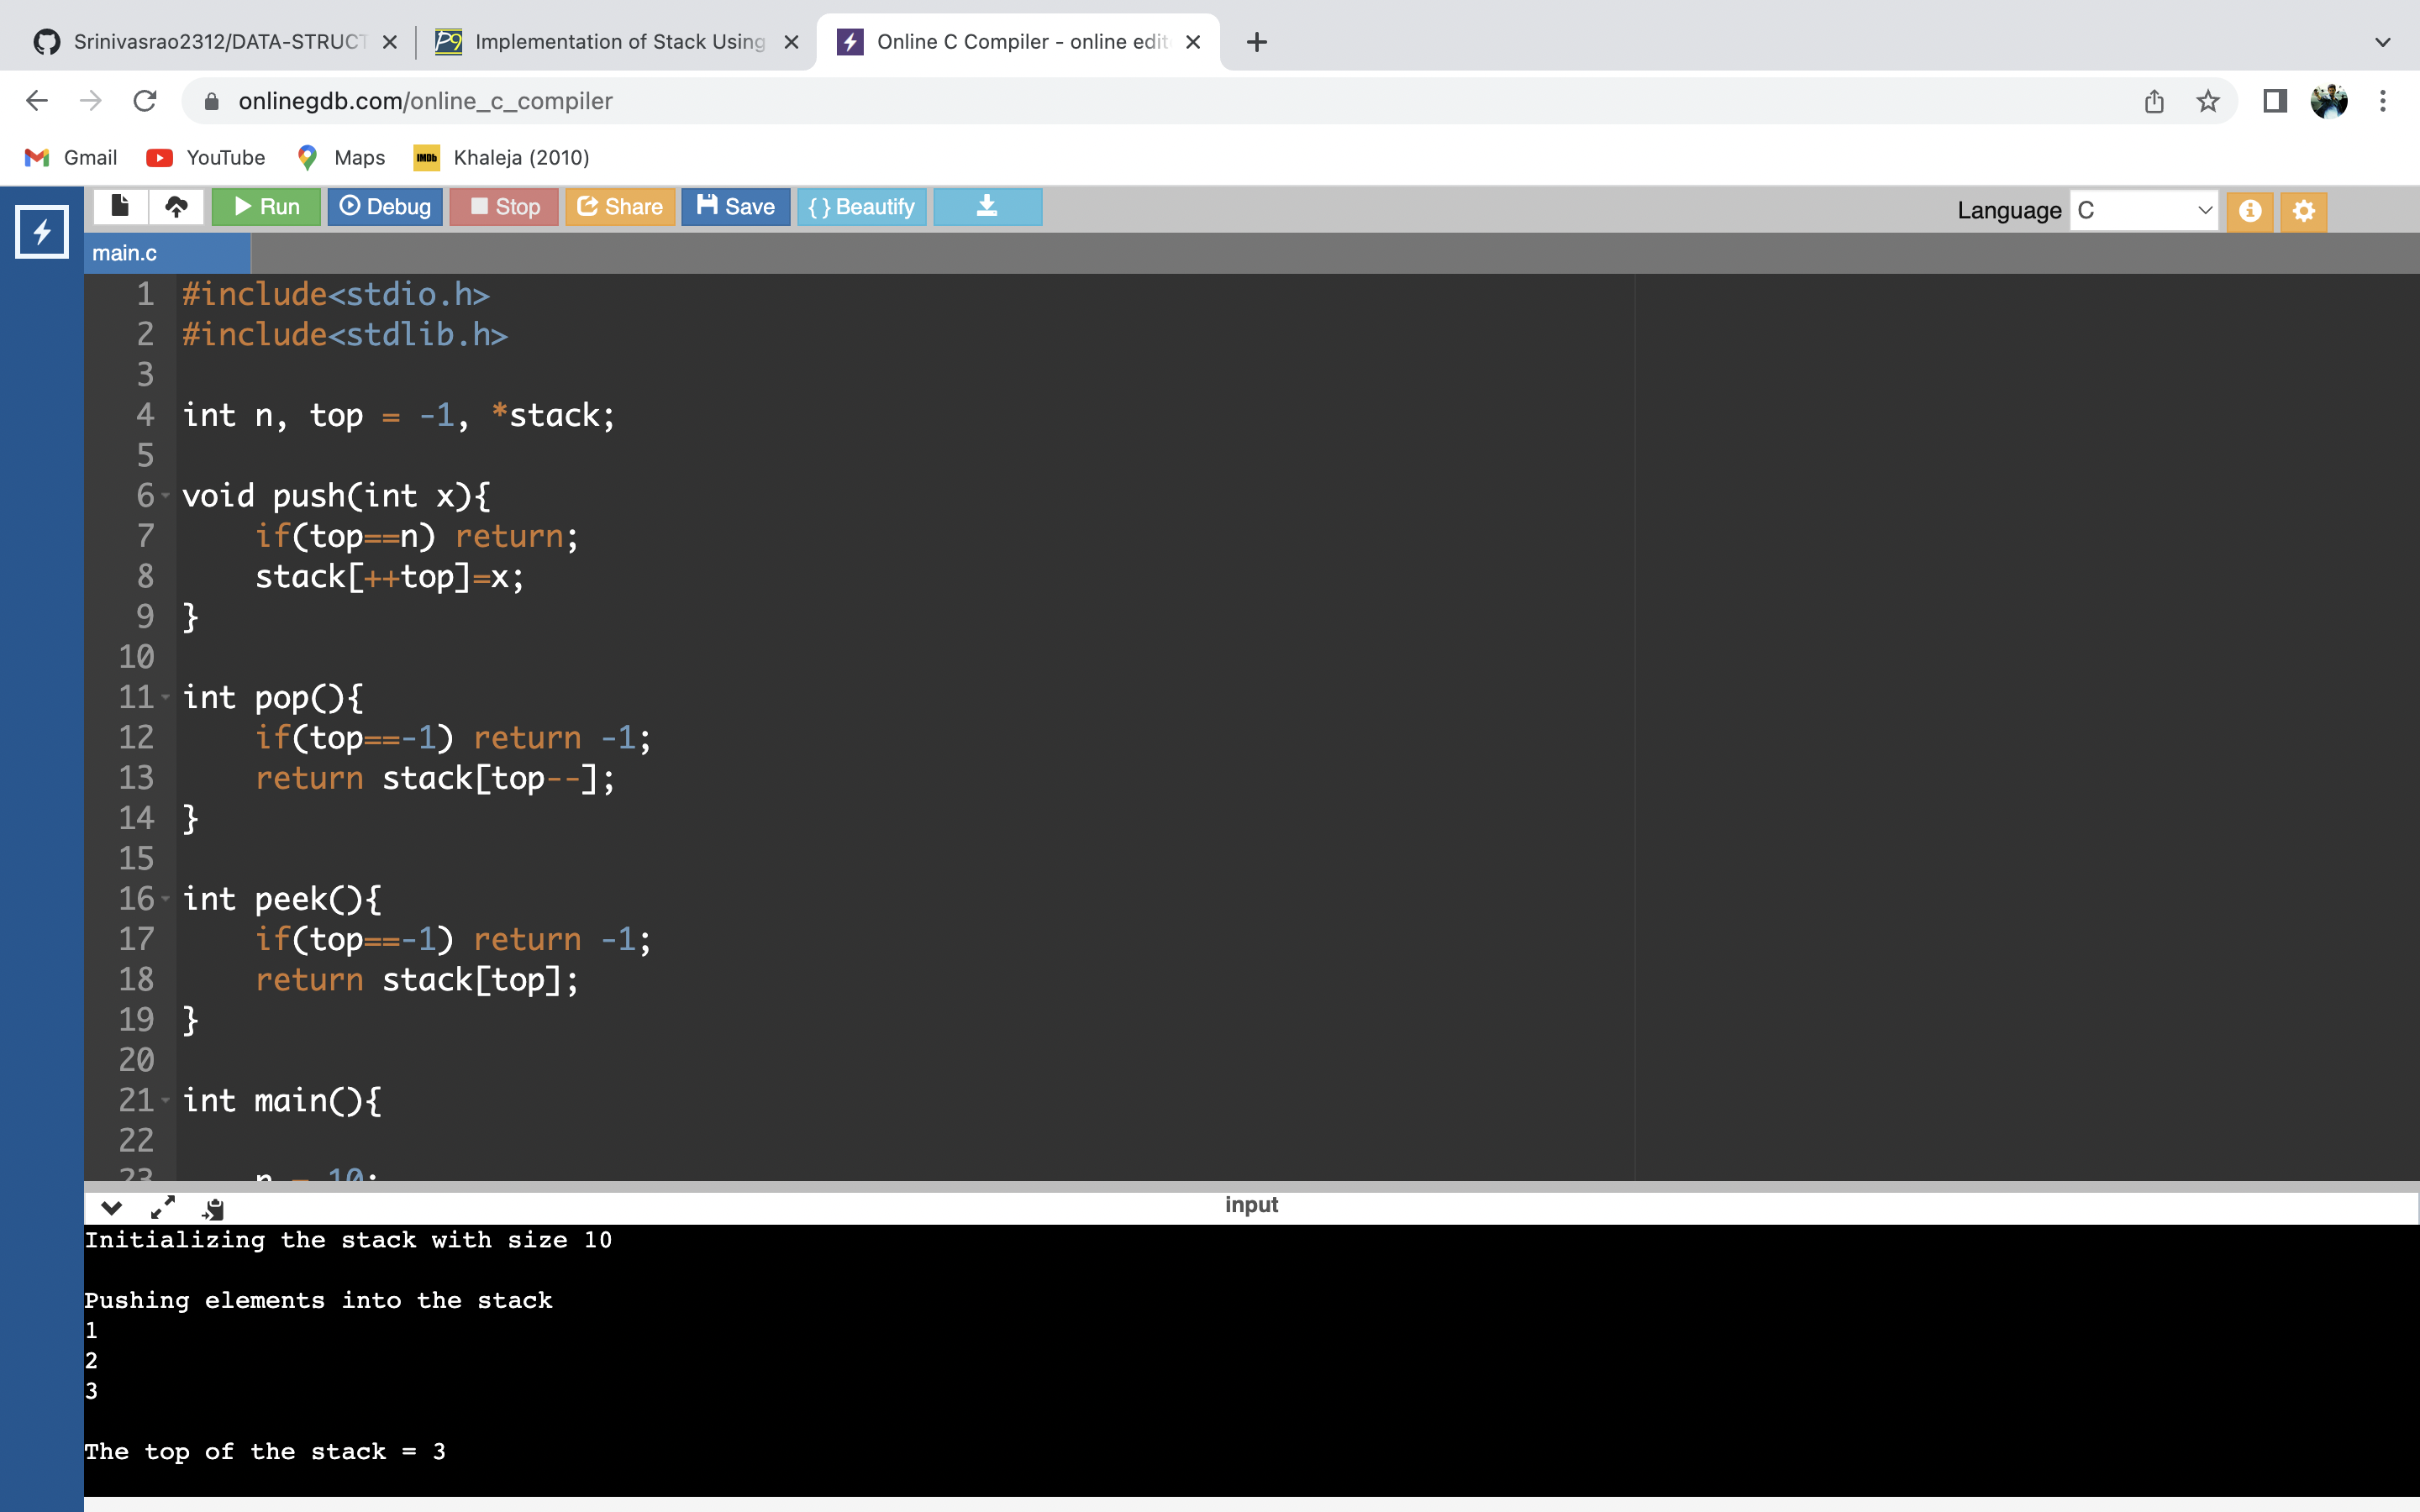 Srinivasrao2312/DATA-STRUCT
Implementation of Stack Using
Online C Compiler - online edit
onlinegdb.com/online_c_compiler
Gmail
YouTube
IMDb
Maps
Khaleja (2010)
Run
Debug
Stop
Share
Save
{ } Beautify
Language C
main.c
1 #include<stdio.h>
2 #include<stdlib.h>
3
4 int n, top = -1, *stack;
5
6 void push(int x){
7     if(top==n) return;
8     stack[++top]=x;
9 }
10
11 int pop(){
12     if(top==-1) return -1;
13     return stack[top--];
14 }
15
16 int peek(){
17     if(top==-1) return -1;
18     return stack[top];
19 }
20
21 int main(){
22
23     n = 10;
input
Initializing the stack with size 10
Pushing elements into the stack
1
2
3
The top of the stack = 3